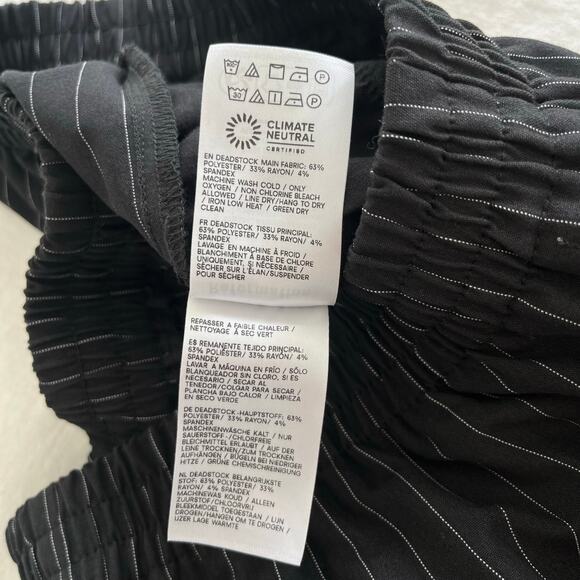 P
30
P
CLIMATE
NEUTRAL
CERTIFIED
EN DEADSTOCK MAIN FABRIC: 63%
POLYESTER/ 33% RAYON/ 4%
SPANDEX
MACHINE WASH COLD / ONLY
OXYGEN / NON CHLORINE BLEACH
ALLOWED / LINE DRY/HANG TO DRY
/ IRON LOW HEAT / GREEN DRY
CLEAN
FR DEADSTOCK TISSU PRINCIPAL:
63% POLYESTER/ 33% RAYON/ 4%
SPANDEX
LAVAGE EN MACHINE À FROID /
BLANCHIMENT À BASE DE CHLORE
UNIQUEMENT, SI NÉCESSAIRE /
SÉCHER SUR L'ÉLAN/SUSPENDER
POUR SÉCHER
Reformation
REPASSER A FAIBLE CHALEUR /
NETTOYAGE À SEC VERT
ES REMANENTE TEJIDO PRINCIPAL:
63% POLIÉSTER/ 33% RAYON/ 4%
SPANDEX
LAVAR A MÁQUINA EN FRÍO / SÓLO
BLANQUEADOR SIN CLORO, SI ES
NECESARIO / SECAR AL
TENEDOR/COLGAR PARA SECAR /
PLANCHA BAJO CALOR / LIMPIEZA
EN SECO VERDE
DE DEADSTOCK -HAUPTSTOFF: 63%
POLYESTER/ 33% RAYON/ 4%
SPANDEX
MASCHINENWÄSCHE KALT / NUR
SAUERSTOFF -/CHLORFREIE
BLEICHMITTEL ERLAUBT / AUF DER
LEINE TROCKNEN/ZUM TROCKNEN
AUFHÄNGEN / BÜGELN BEI NIEDRIGER
HITZE / GRÜNE CHEMISCHREINIGUNG
NL DEADSTOCK BELANGRIJKSTE
STOF: 63% POLYESTER/ 33%
RAYON/ 4% SPANDEX
MACHINEWAS KOUD / ALLEEN
ZUURSTOF/CHLOORVRIJ
BLEEKMIDDEL TOEGESTAAN / LIJN
DROGEN/HANGEN OM TE DROGEN /
IJZER LAGE WARMTE